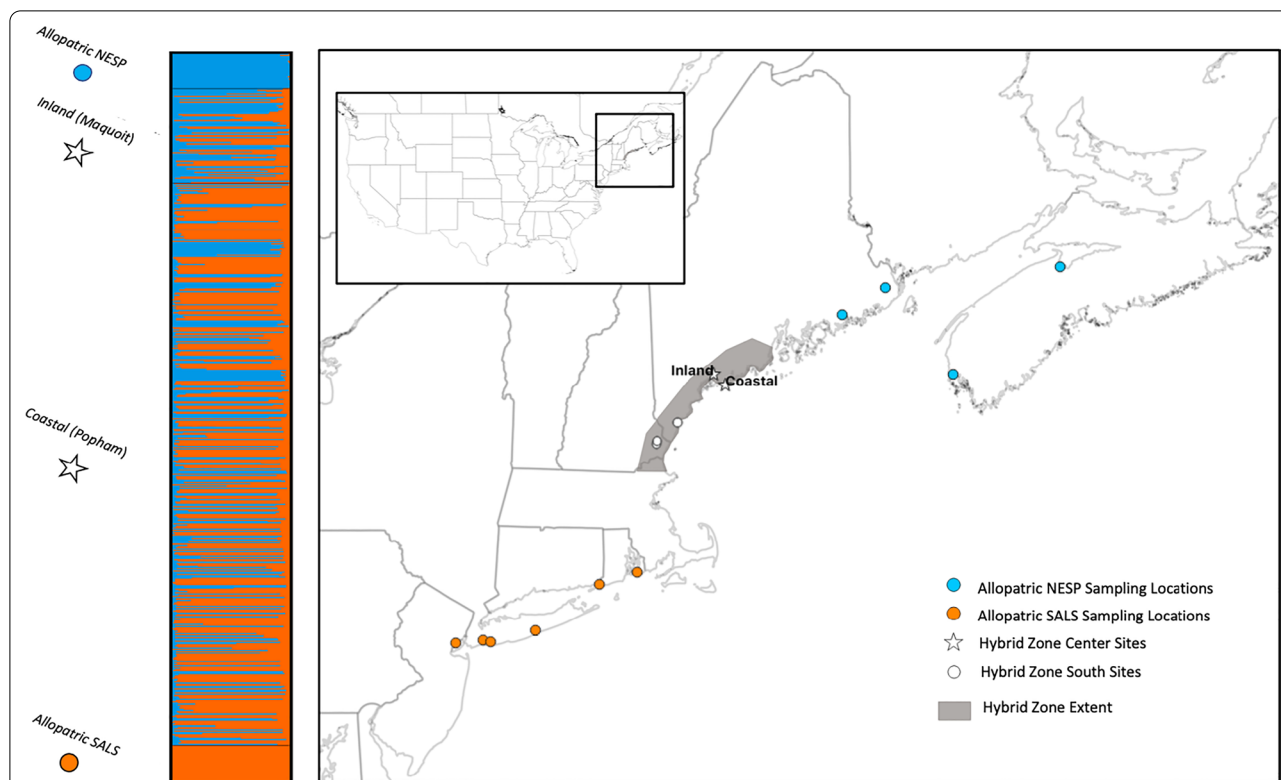 Allopatric NESP
Inland (Maquoit)
Coastal (Popham)
Allopatric SALS
Inland
Coastal
Allopatric NESP Sampling Locations
Allopatric SALS Sampling Locations
Hybrid Zone Center Sites
Hybrid Zone South Sites
Hybrid Zone Extent